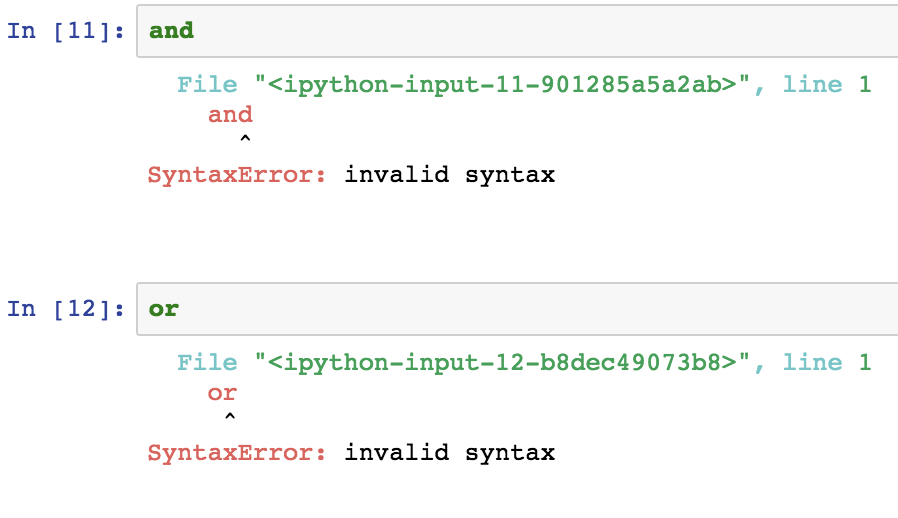 In [11]: and
File "<ipython-input-11-901285a5a2ab>", line 1
and
^
SyntaxError: invalid syntax
In [12]: or
File "<ipython-input-12-b8dec49073b8>", line 1
or
^
SyntaxError: invalid syntax